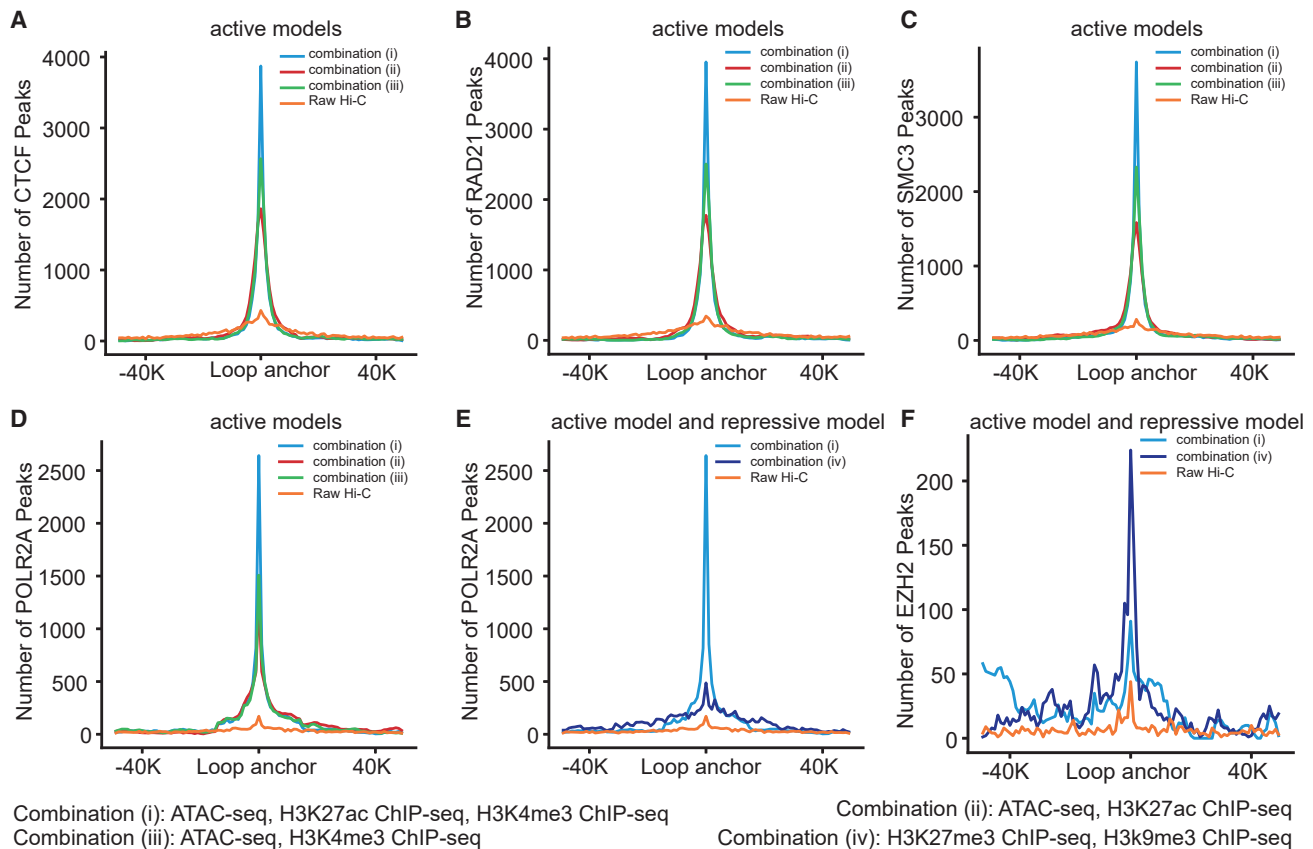 A
active models
combination (i)
combination (ii)
combination (iii)
Raw Hi-C
Number of CTCF Peaks
4000
3000
2000
1000
0
-40K
Loop anchor
40K
B
active models
combination (i)
combination (ii)
combination (iii)
Raw Hi-C
Number of RAD21 Peaks
4000
3000
2000
1000
0
-40K
Loop anchor
40K
C
active models
combination (i)
combination (ii)
combination (iii)
Raw Hi-C
Number of SMC3 Peaks
3000
2000
1000
0
-40K
Loop anchor
40K
D
active models
combination (i)
combination (ii)
combination (iii)
Raw Hi-C
Number of POLR2A Peaks
2500
2000
1500
1000
500
0
-40K
Loop anchor
40K
E
active model and repressive model
combination (i)
combination (iv)
Raw Hi-C
Number of POLR2A Peaks
2500
2000
1500
1000
500
0
-40K
Loop anchor
40K
F
active model and repressive model
combination (i)
combination (iv)
Raw Hi-C
Number of EZH2 Peaks
200
150
100
50
0
-40K
Loop anchor
40K
Combination (i): ATAC-seq, H3K27ac ChIP-seq, H3K4me3 ChIP-seq
Combination (ii): ATAC-seq, H3K27ac ChIP-seq
Combination (iii): ATAC-seq, H3K4me3 ChIP-seq
Combination (iv): H3K27me3 ChIP-seq, H3k9me3 ChIP-seq